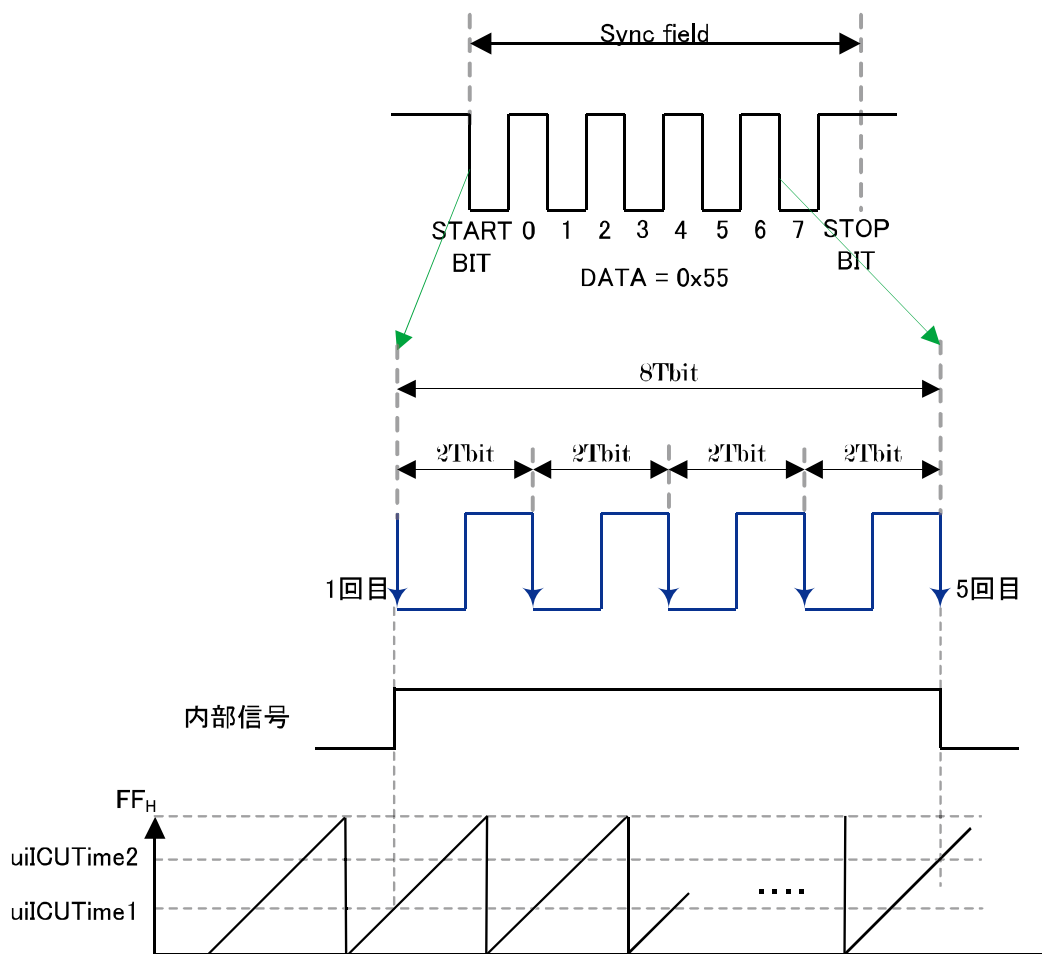 Sync field
START 0 1 2 3 4 5 6 7 STOP
BIT BIT
DATA = 0x55
8Tbit
2Tbit 2Tbit 2Tbit 2Tbit
1回目 5回目
内部信号
FFH
uiICUTime2
....
uiICUTime1